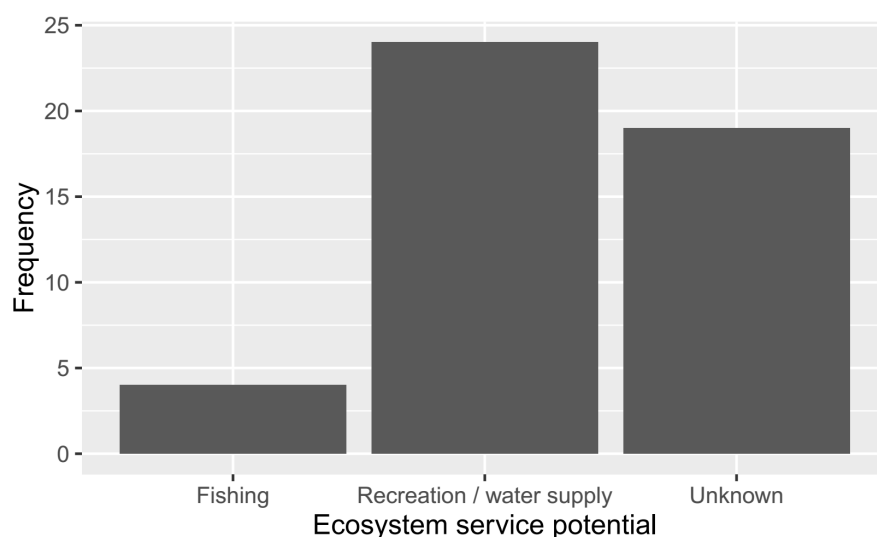 25
20
15
10
5
0
Frequency
Fishing
Recreation / water supply
Unknown
Ecosystem service potential